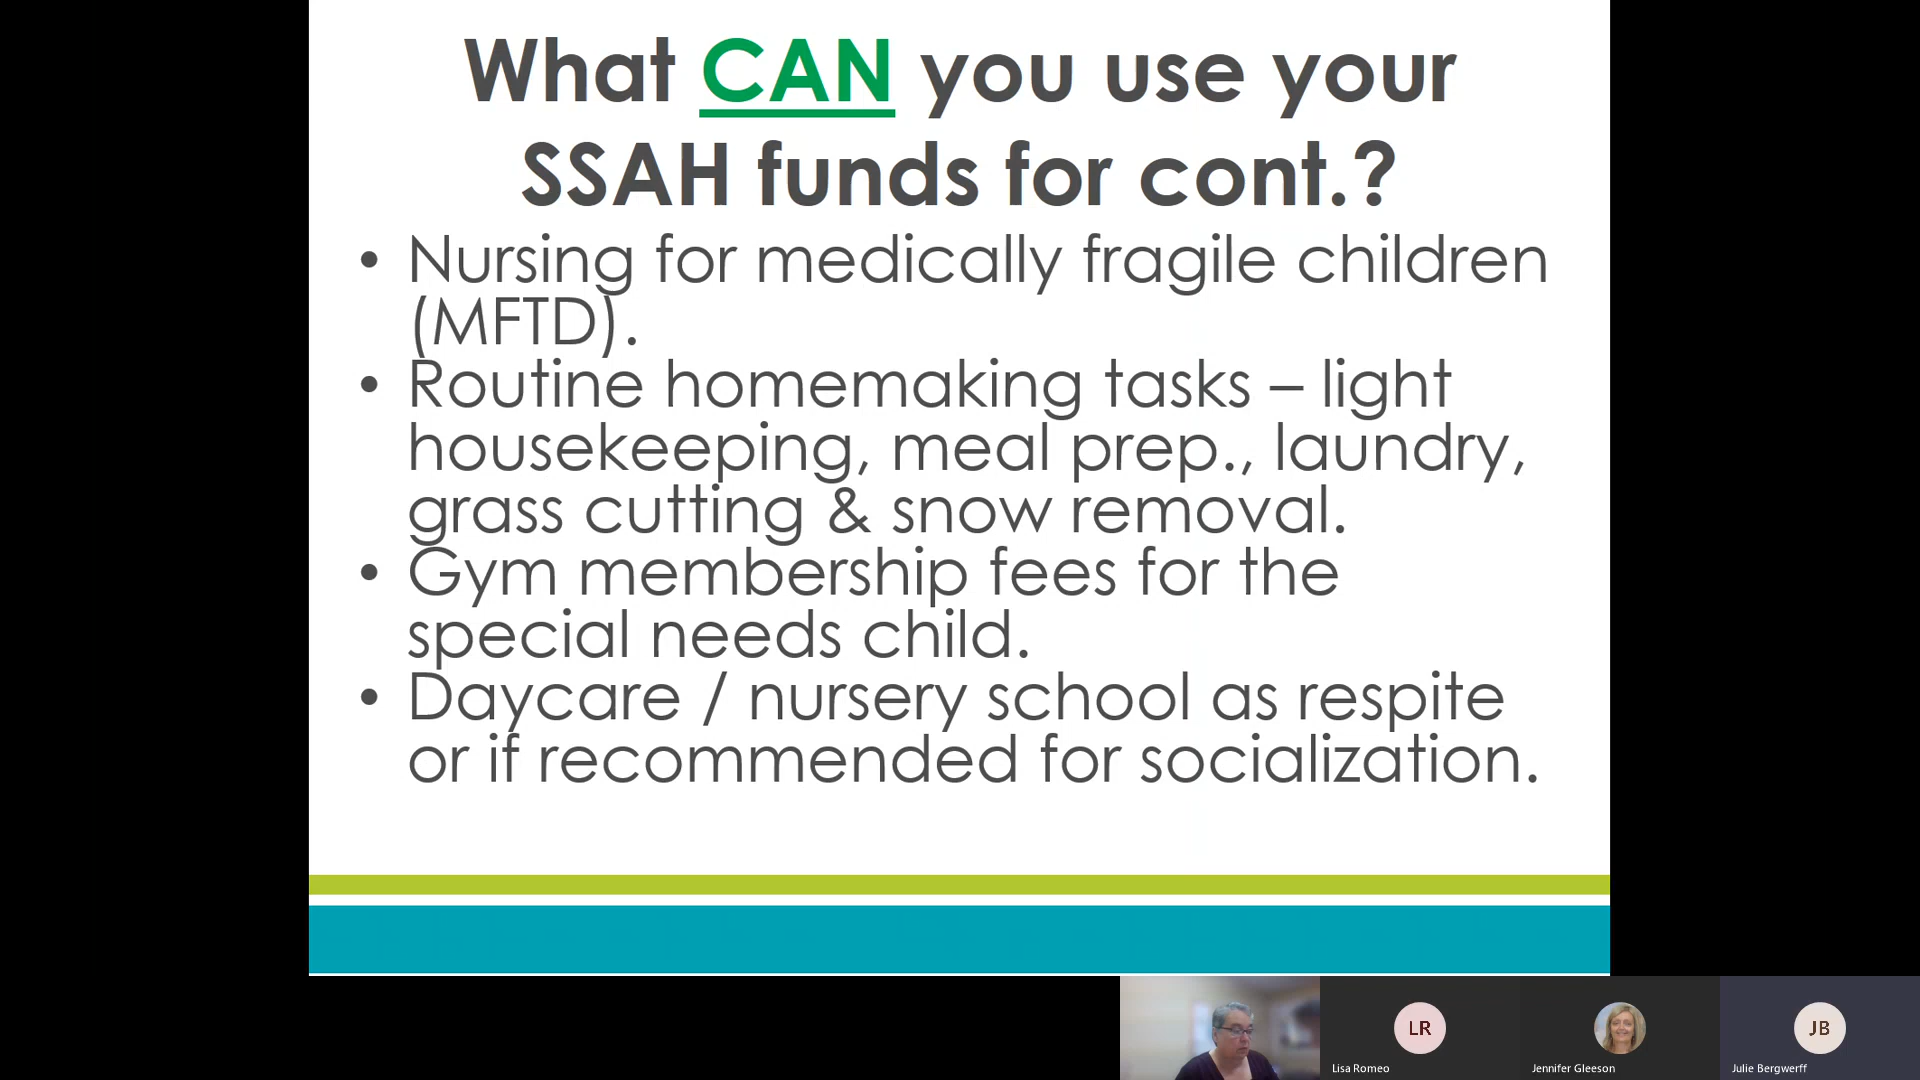 What CAN you use your
SSAH funds for cont.?
• Nursing for medically fragile children
(MFTD).
• Routine homemaking tasks – light
housekeeping, meal prep., laundry,
grass cutting & snow removal.
• Gym membership fees for the
special needs child.
• Daycare / nursery school as respite
or if recommended for socialization.
LR
JB
Lisa Romeo
Jennifer Gleeson
Julie Bergwerff